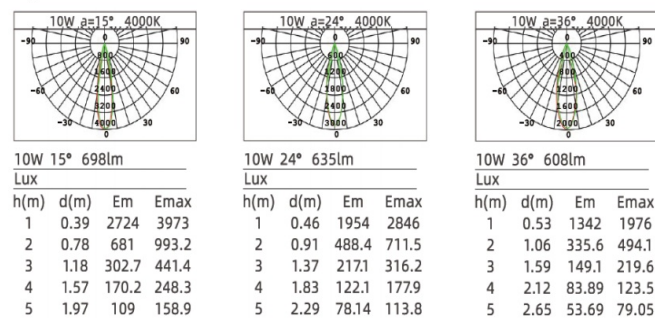 10W a=15° 4000K
-90 0 90
800
1600
-60 2400 60
3200
-30 4000 30
0
10W 15° 698lm
Lux
h(m) d(m) Em Emax
1 0.39 2724 3973
2 0.78 681 993.2
3 1.18 302.7 441.4
4 1.57 170.2 248.3
5 1.97 109 158.9
10W a=24° 4000K
-90 0 90
600
1200
-60 1800 60
2400
-30 3000 30
0
10W 24° 635lm
Lux
h(m) d(m) Em Emax
1 0.46 1954 2846
2 0.91 488.4 711.5
3 1.37 217.1 316.2
4 1.83 122.1 177.9
5 2.29 78.14 113.8
10W a=36° 4000K
-90 0 90
400
800
-60 1200 60
1600
-30 2000 30
0
10W 36° 608lm
Lux
h(m) d(m) Em Emax
1 0.53 1342 1976
2 1.06 335.6 494.1
3 1.59 149.1 219.6
4 2.12 83.89 123.5
5 2.65 53.69 79.05